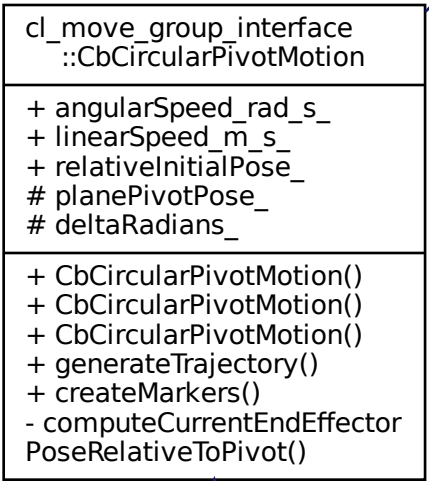 cl_move_group_interface
::CbCircularPivotMotion
+ angularSpeed_rad_s_
+ linearSpeed_m_s_
+ relativeInitialPose_
# planePivotPose_
# deltaRadians_
+ CbCircularPivotMotion()
+ CbCircularPivotMotion()
+ CbCircularPivotMotion()
+ generateTrajectory()
+ createMarkers()
- computeCurrentEndEffector
PoseRelativeToPivot()